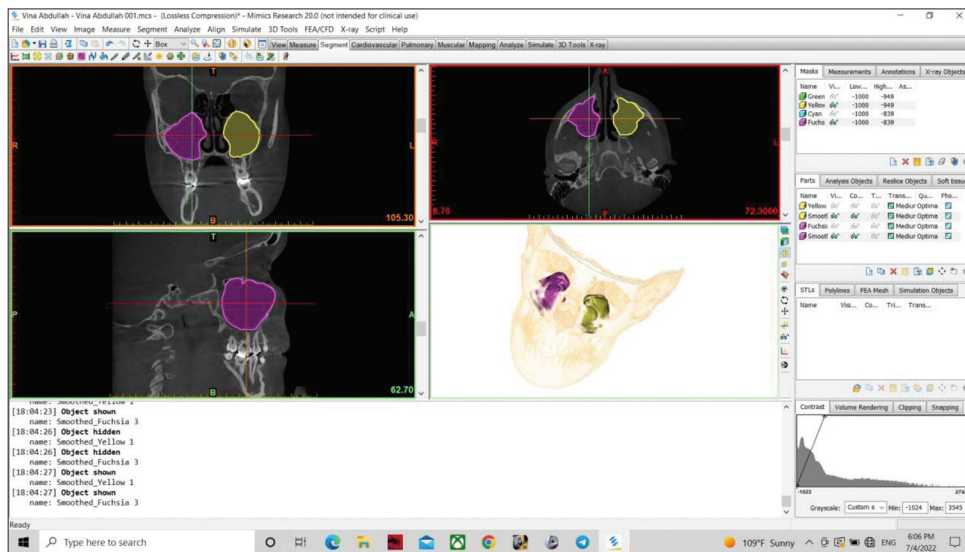 Vina Abdullah - Vina Abdullah 001.mcs - (Lossless Compression)* - Mimics Research 20.0 (not intended for clinical use)
File Edit View Image Measure Segment Analyze Align Simulate 3D Tools FEA/CFD X-ray Script Help
Box View Measure Segment Cardiovascular Pulmonary Muscular Mapping Analyze Simulate 3D Tools X-ray
T
R
L
B
105.30
A
R
L
P
72.3000
T
P
A
B
62.70
Masks Measurements Annotations X-ray Objects
Name Vi... Low... High... As...
Green -1000 -949
Yellow -1000 -949
Cyan -1000 -839
Fuchs -1000 -839
Parts Analysis Objects Reslice Objects Soft tissu
Name Vi... Co... T... Trans... Qu... Pho...
Yellow Mediur Optima
Smooti Mediur Optima
Fuchsi Mediur Optima
Smooti Mediur Optima
STLs Polylines FEA Mesh Simulation Objects
Name Visi... Co... Tri... Trans...
name: Smoothed_Yellow 1
[18:04:23] Object shown
name: Smoothed_Fuchsia 3
[18:04:26] Object hidden
name: Smoothed_Yellow 1
[18:04:26] Object hidden
name: Smoothed_Fuchsia 3
[18:04:27] Object shown
name: Smoothed_Yellow 1
[18:04:27] Object shown
name: Smoothed_Fuchsia 3
Contrast Volume Rendering Clipping Snapping
-1023
Grayscale: Custom s Min: -1024 Max: 3545
Ready
Type here to search
109°F Sunny ENG 6:06 PM
7/4/2022